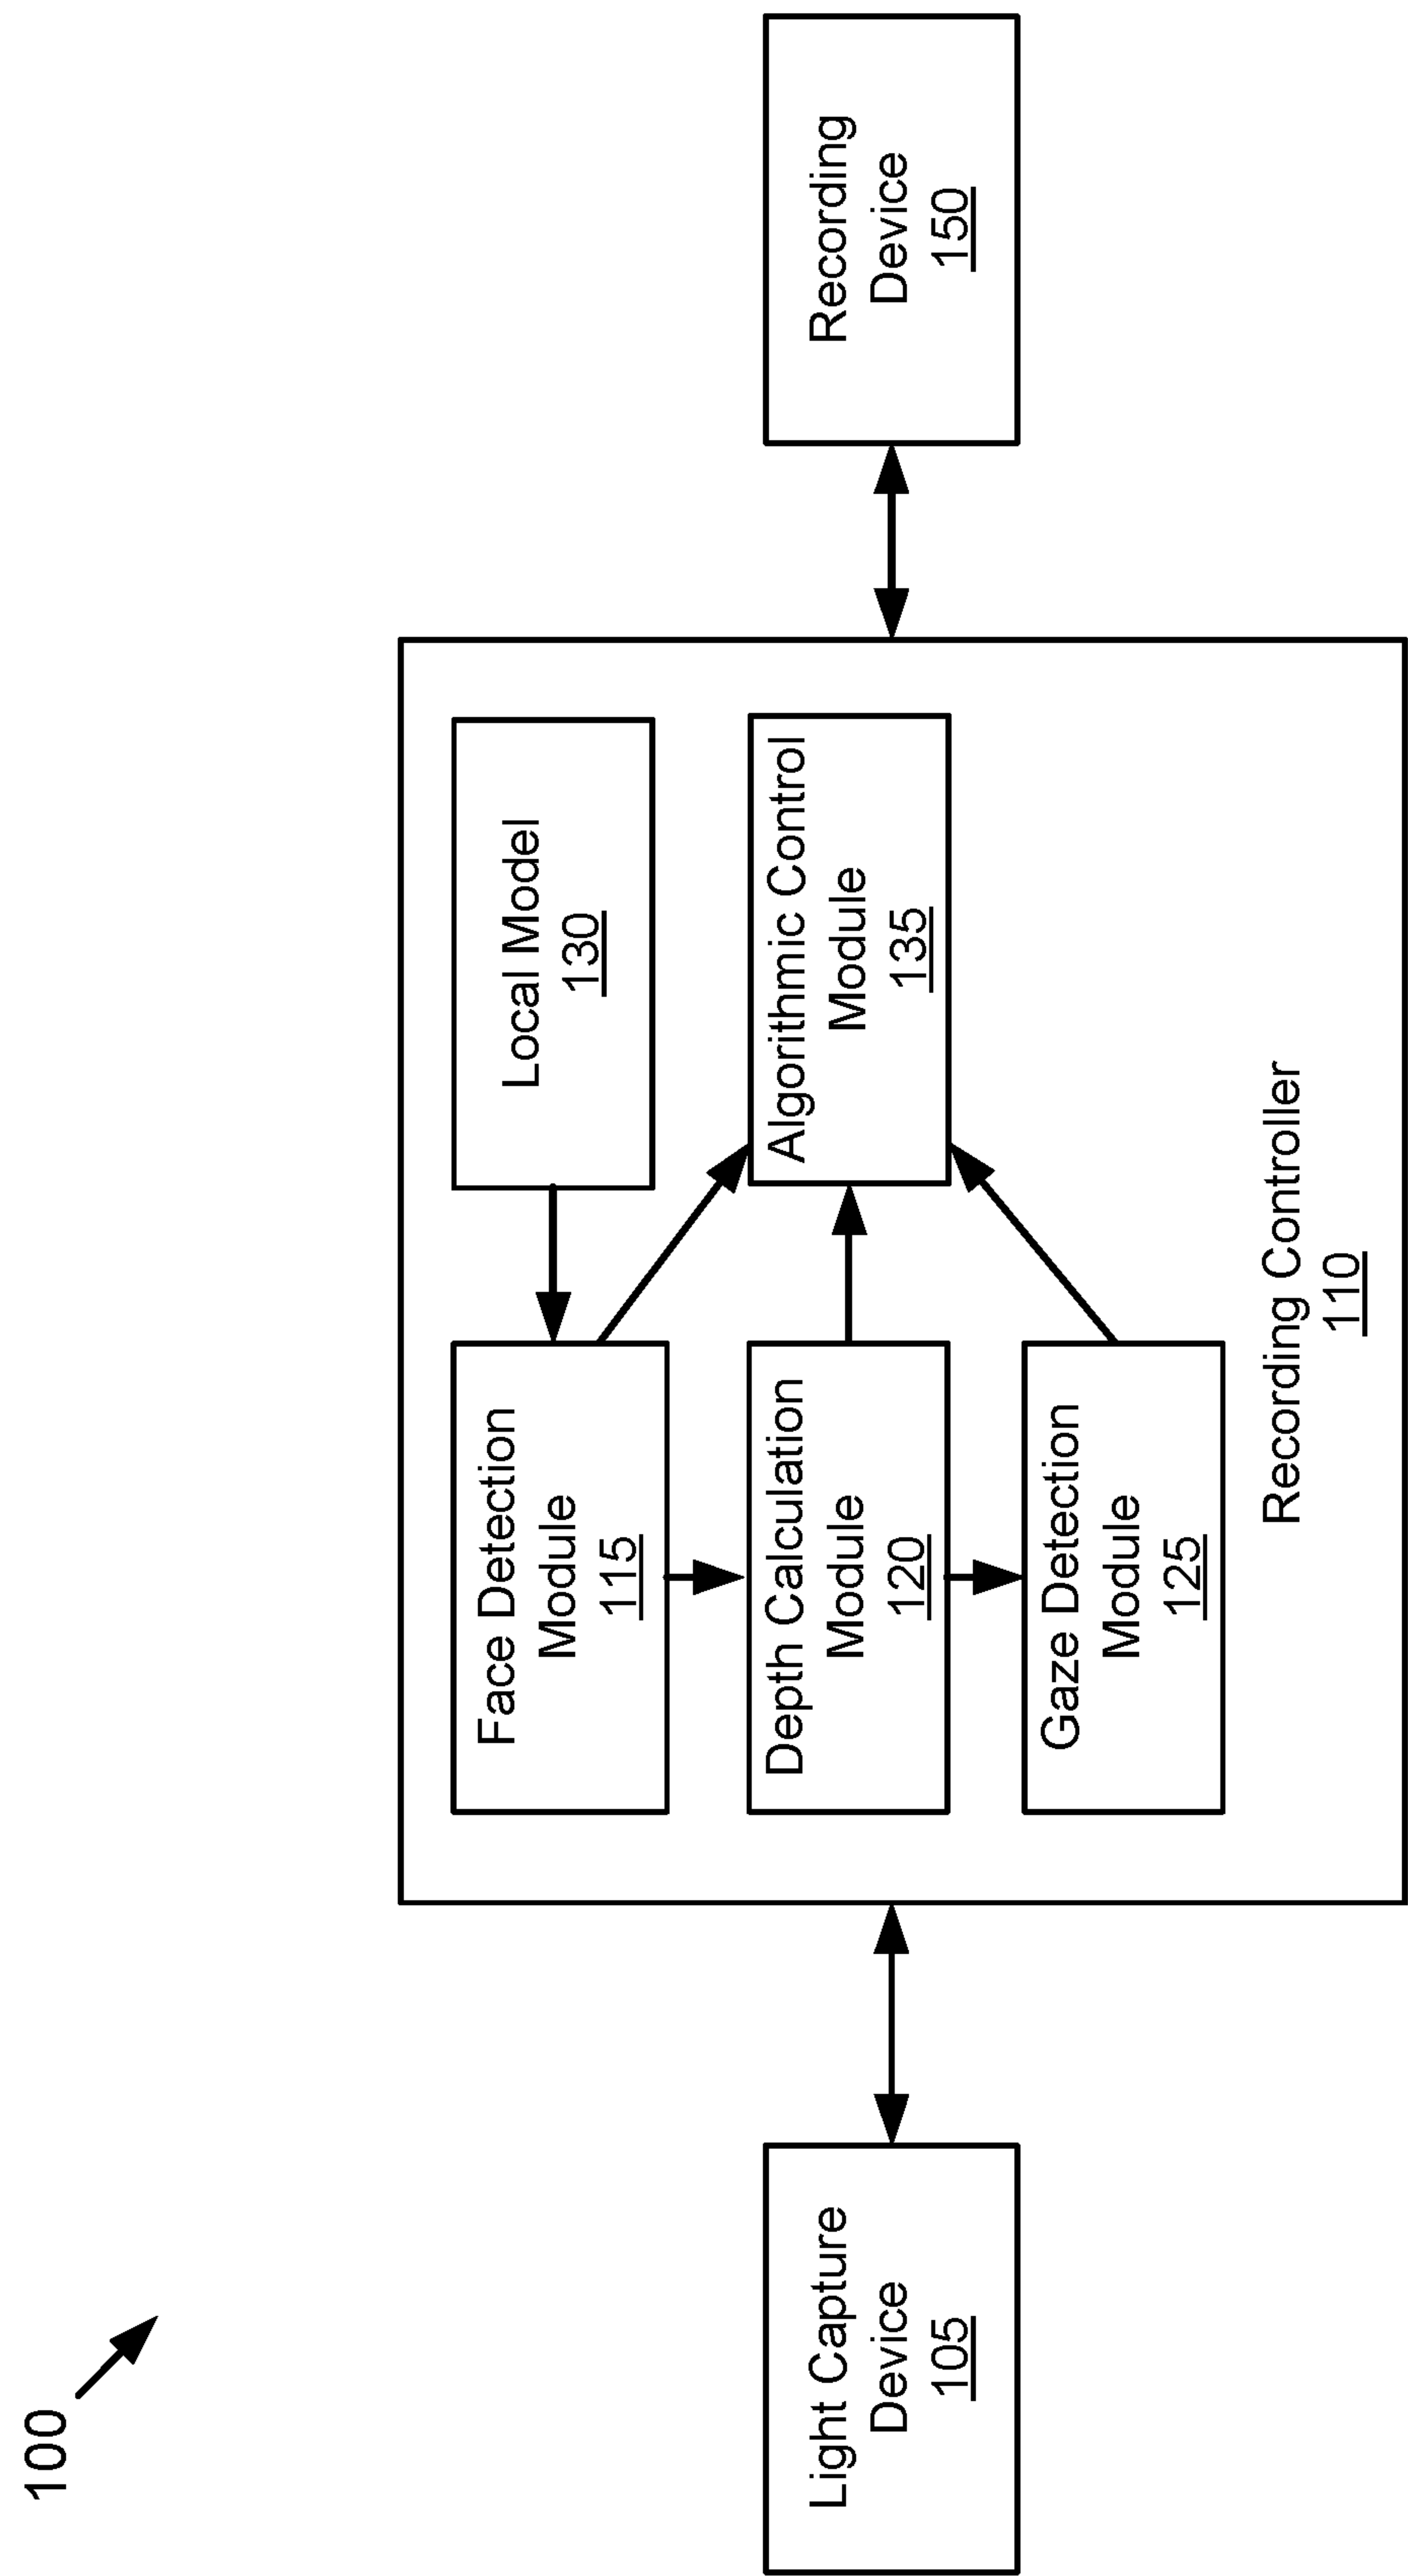 100
Light Capture
Device
105
Face Detection
Module
115
Depth Calculation
Module
120
Gaze Detection
Module
125
Local Model
130
Algorithmic Control
Module
135
Recording Controller
110
Recording
Device
150